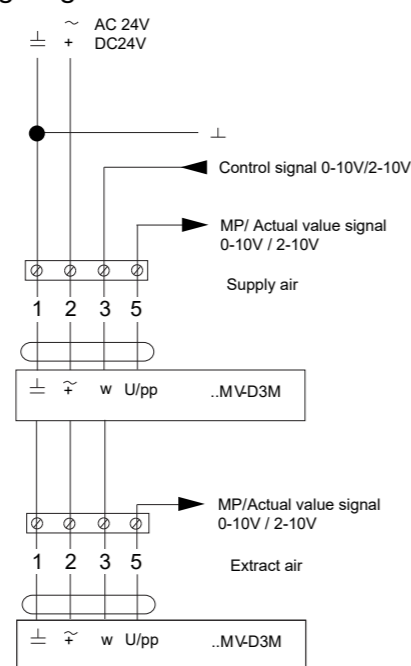 AC 24V
DC24V
Control signal 0-10V/2-10V
MP/ Actual value signal
0-10V / 2-10V
Supply air
1 2 3 5
w U/pp ..MV-D3M
MP/Actual value signal
0-10V / 2-10V
1 2 3 5
Extract air
w U/pp ..MV-D3M